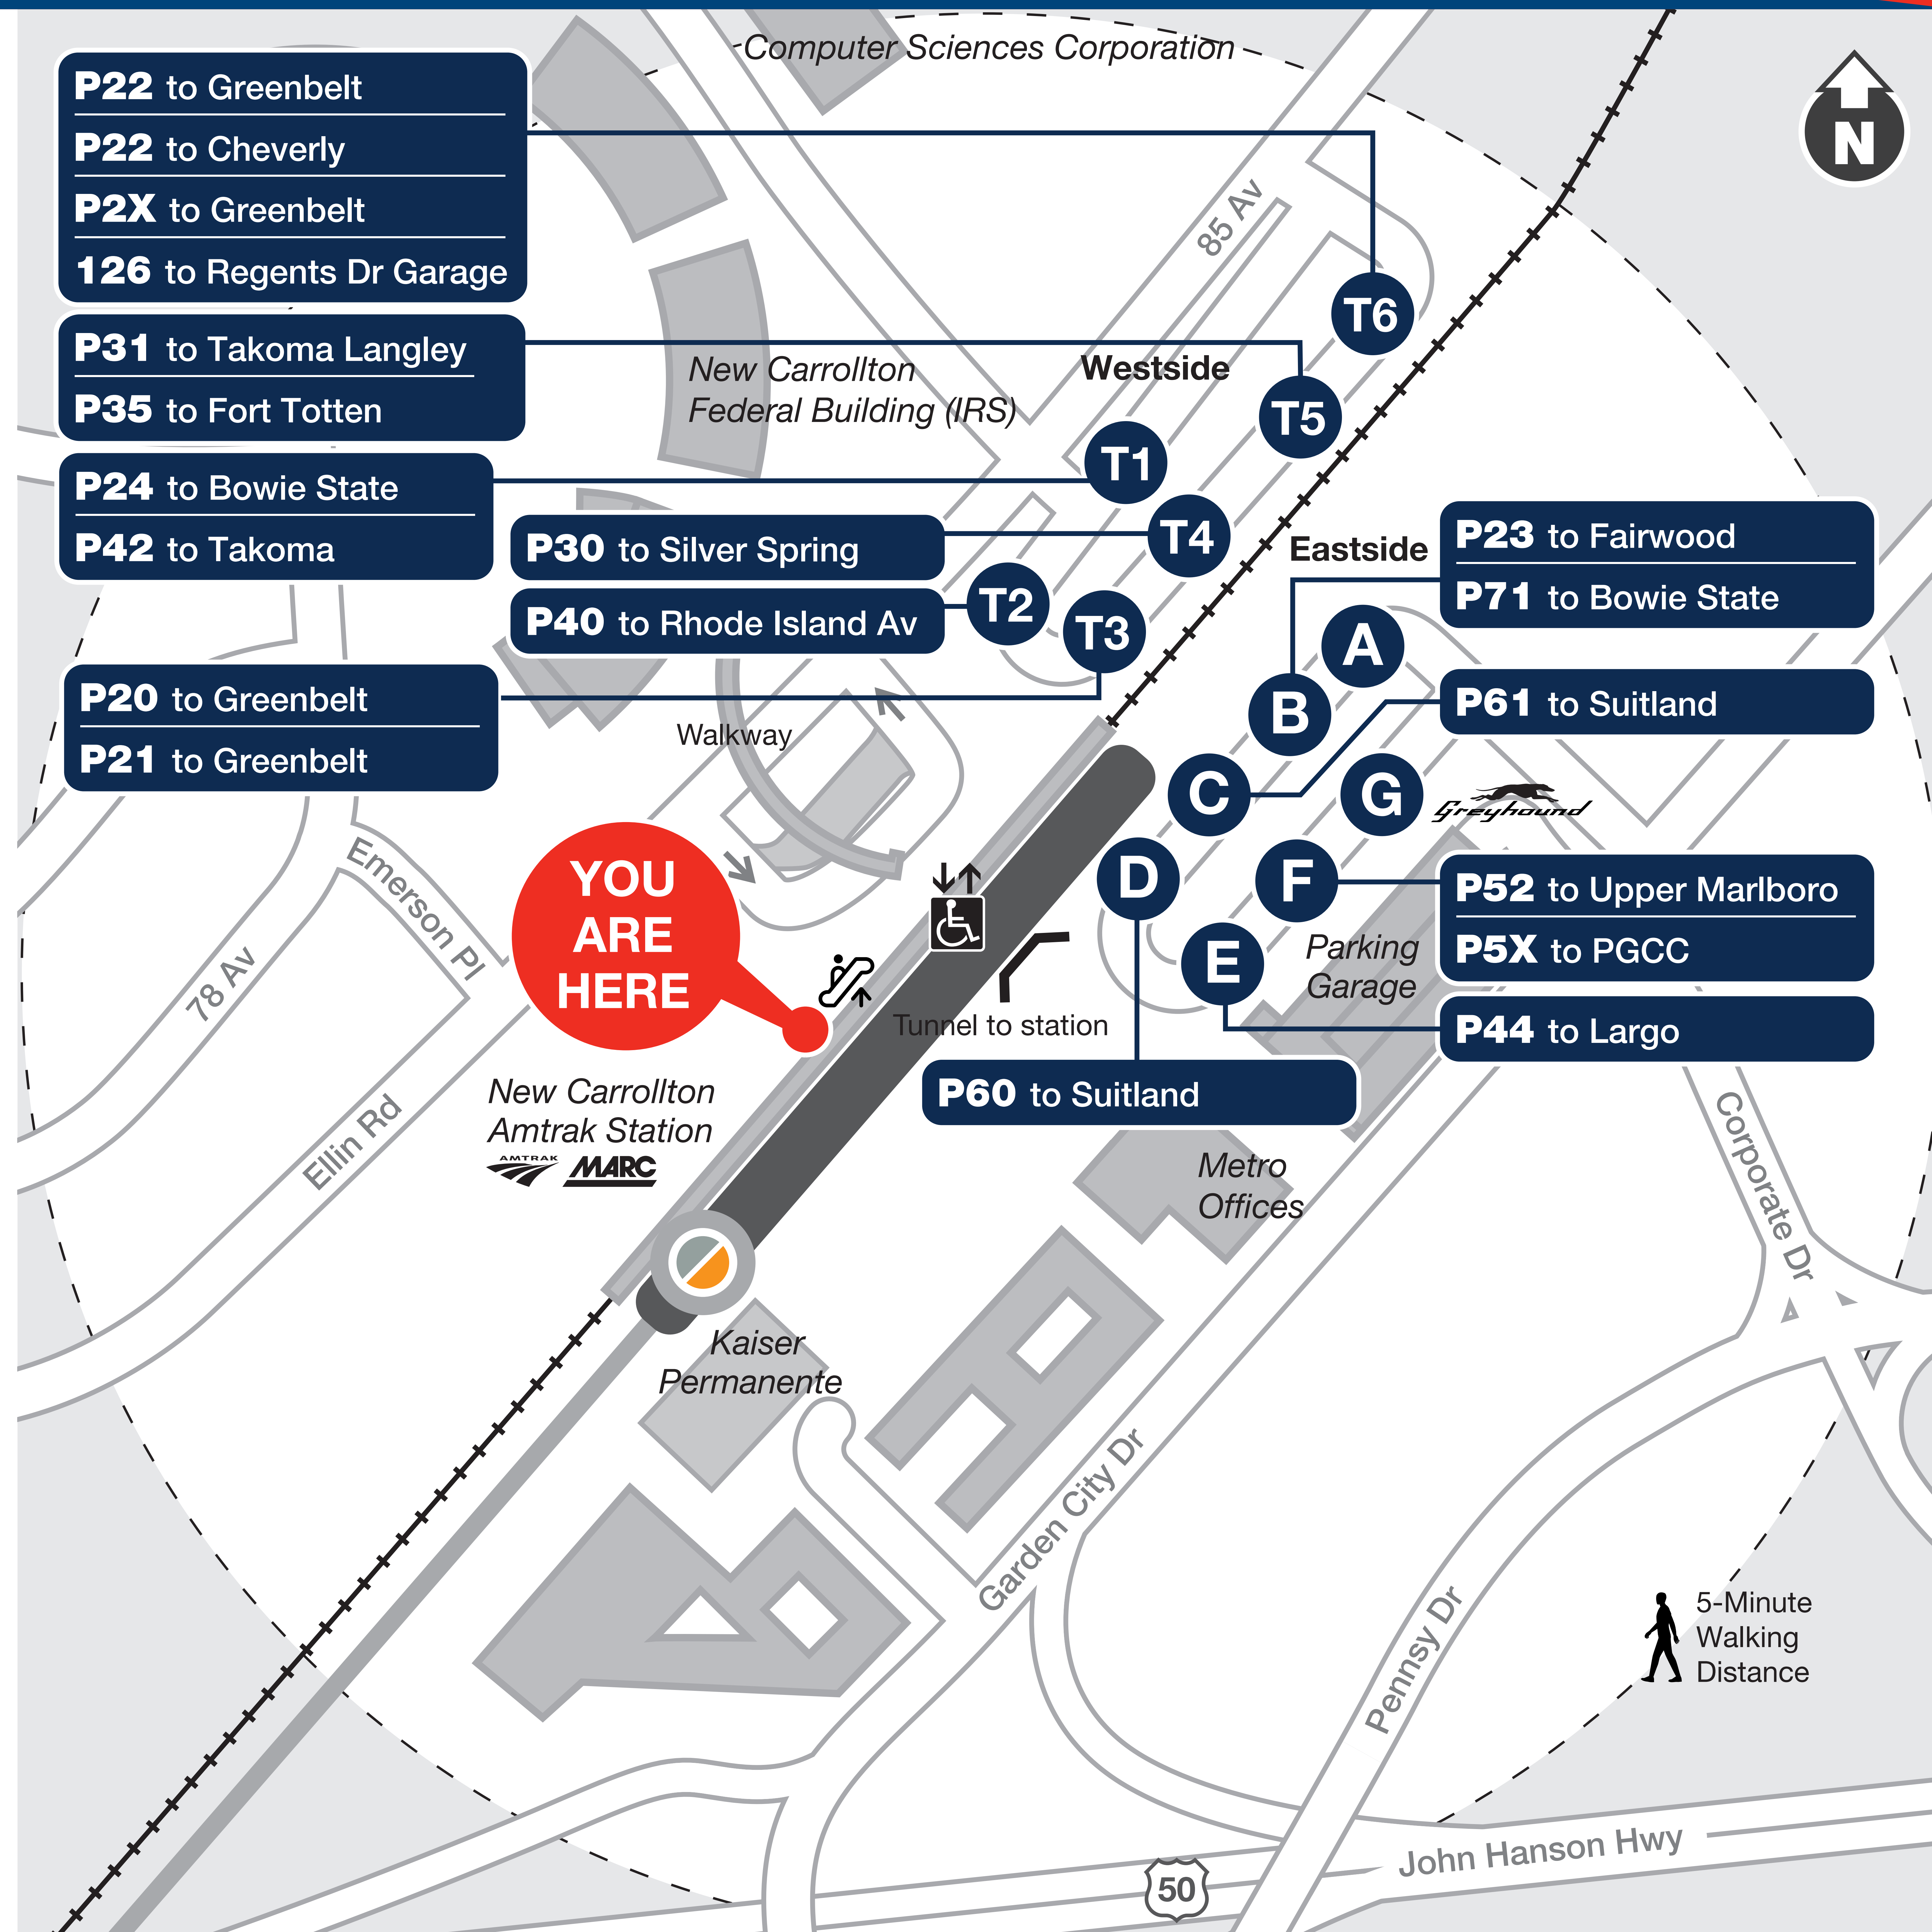 Computer Sciences Corporation
N
P22 to Greenbelt
P22 to Cheverly
P2X to Greenbelt
126 to Regents Dr Garage
85 Av
T6
P31 to Takoma Langley
P35 to Fort Totten
New Carrollton
Federal Building (IRS)
Westside
T5
P24 to Bowie State
P42 to Takoma
T1
P30 to Silver Spring
T4
Eastside
P23 to Fairwood
P71 to Bowie State
P40 to Rhode Island Av
T2
T3
A
B
P20 to Greenbelt
P21 to Greenbelt
Walkway
P61 to Suitland
C
G
Greyhound
D
F
P52 to Upper Marlboro
P5X to PGCC
YOU
ARE
HERE
Emerson Pl
78 Av
E
Parking
Garage
Tunnel to station
P44 to Largo
P60 to Suitland
New Carrollton
Amtrak Station
AMTRAK
MARC
Ellin Rd
Metro
Offices
Corporate Dr
Kaiser
Permanente
Garden City Dr
Pennsy Dr
5-Minute
Walking
Distance
John Hanson Hwy
50